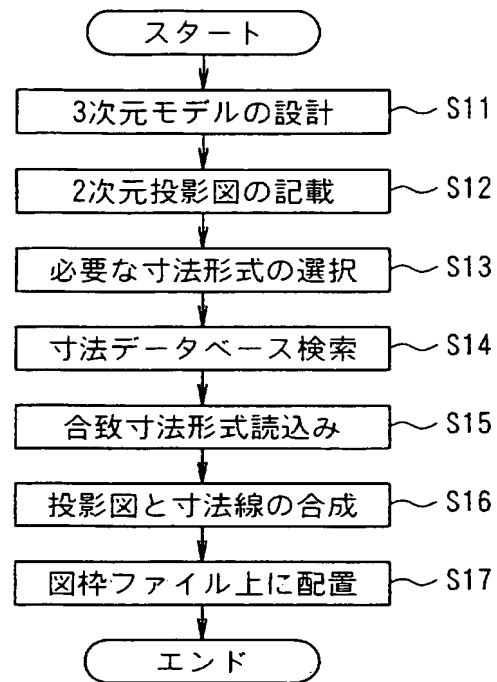 スタート
3次元モデルの設計 S11
2次元投影図の記載 S12
必要な寸法形式の選択 S13
寸法データベース検索 S14
合致寸法形式読込み S15
投影図と寸法線の合成 S16
図枠ファイル上に配置 S17
エンド